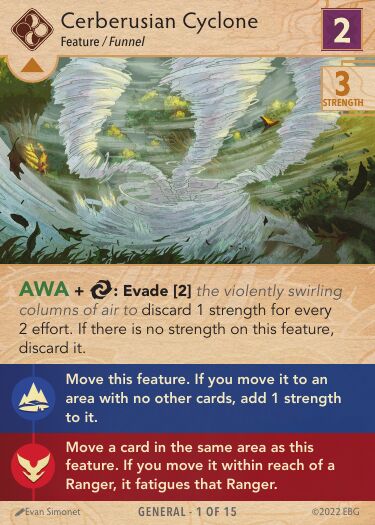 Cerberusian Cyclone
Feature / Funnel
2
3
STRENGTH
AWA + : Evade [2] the violently swirling
columns of air to discard 1 strength for every
2 effort. If there is no strength on this feature,
discard it.
Move this feature. If you move it to an
area with no other cards, add 1 strength
to it.
Move a card in the same area as this
feature. If you move it within reach of a
Ranger, it fatigues that Ranger.
Evan Simonet
GENERAL · 1 OF 15
©2022 EBG